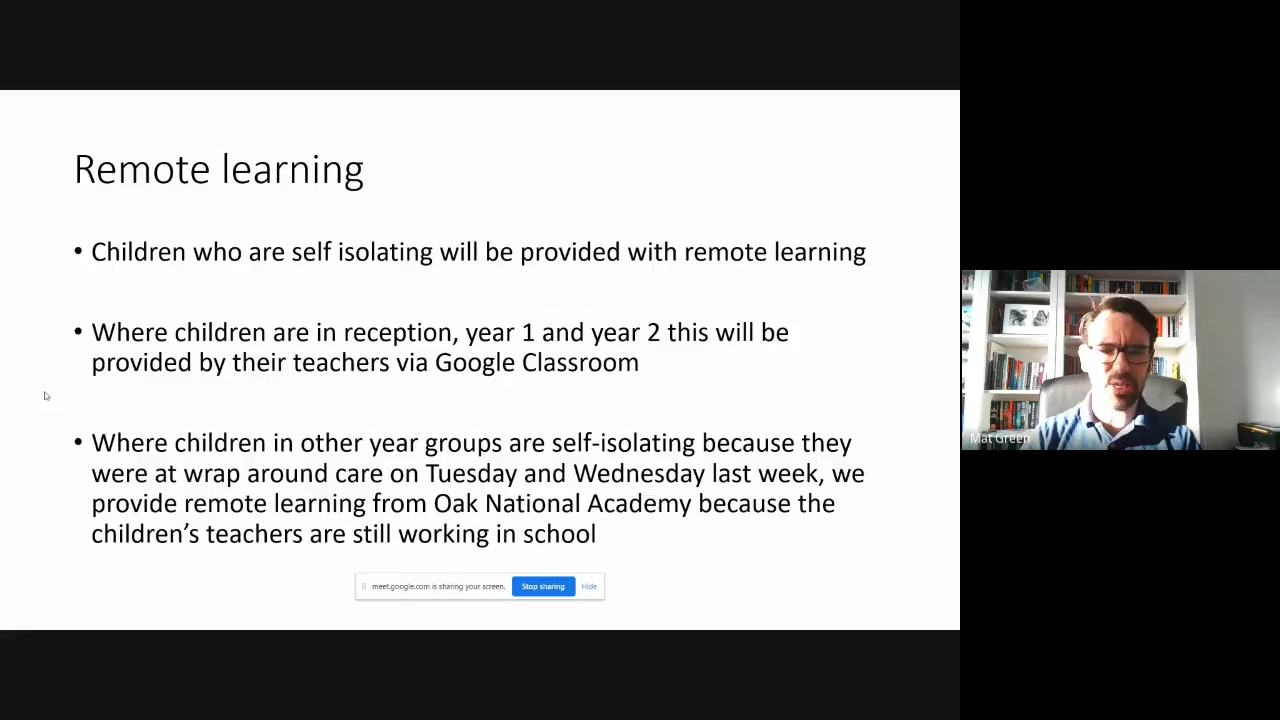 Remote learning
• Children who are self isolating will be provided with remote learning
• Where children are in reception, year 1 and year 2 this will be
provided by their teachers via Google Classroom
• Where children in other year groups are self-isolating because they
were at wrap around care on Tuesday and Wednesday last week, we
provide remote learning from Oak National Academy because the
children’s teachers are still working in school
meet.google.com is sharing your screen. Stop sharing Hide
Mat Green